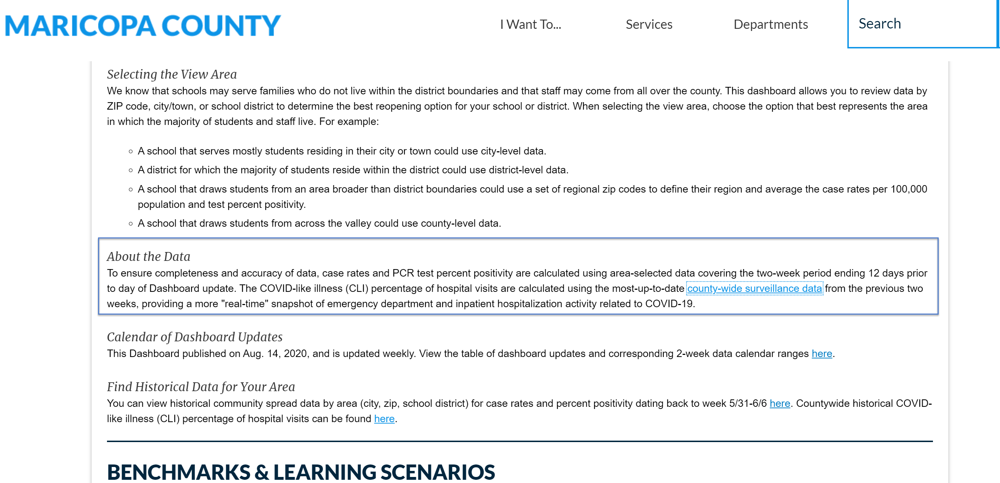 MARICOPA COUNTY
I Want To...
Services
Departments
Search
Selecting the View Area
We know that schools may serve families who do not live within the district boundaries and that staff may come from all over the county. This dashboard allows you to review data by
ZIP code, city/town, or school district to determine the best reopening option for your school or district. When selecting the view area, choose the option that best represents the area
in which the majority of students and staff live. For example:
A school that serves mostly students residing in their city or town could use city-level data.
A district for which the majority of students reside within the district could use district-level data.
A school that draws students from an area broader than district boundaries could use a set of regional zip codes to define their region and average the case rates per 100,000
population and test percent positivity.
A school that draws students from across the valley could use county-level data.
About the Data
To ensure completeness and accuracy of data, case rates and PCR test percent positivity are calculated using area-selected data covering the two-week period ending 12 days prior
to day of Dashboard update. The COVID-like illness (CLI) percentage of hospital visits are calculated using the most-up-to-date county-wide surveillance data from the previous two
weeks, providing a more "real-time" snapshot of emergency department and inpatient hospitalization activity related to COVID-19.
Calendar of Dashboard Updates
This Dashboard published on Aug. 14, 2020, and is updated weekly. View the table of dashboard updates and corresponding 2-week data calendar ranges here.
Find Historical Data for Your Area
You can view historical community spread data by area (city, zip, school district) for case rates and percent positivity dating back to week 5/31-6/6 here. Countywide historical COVID-
like illness (CLI) percentage of hospital visits can be found here.
BENCHMARKS & LEARNING SCENARIOS